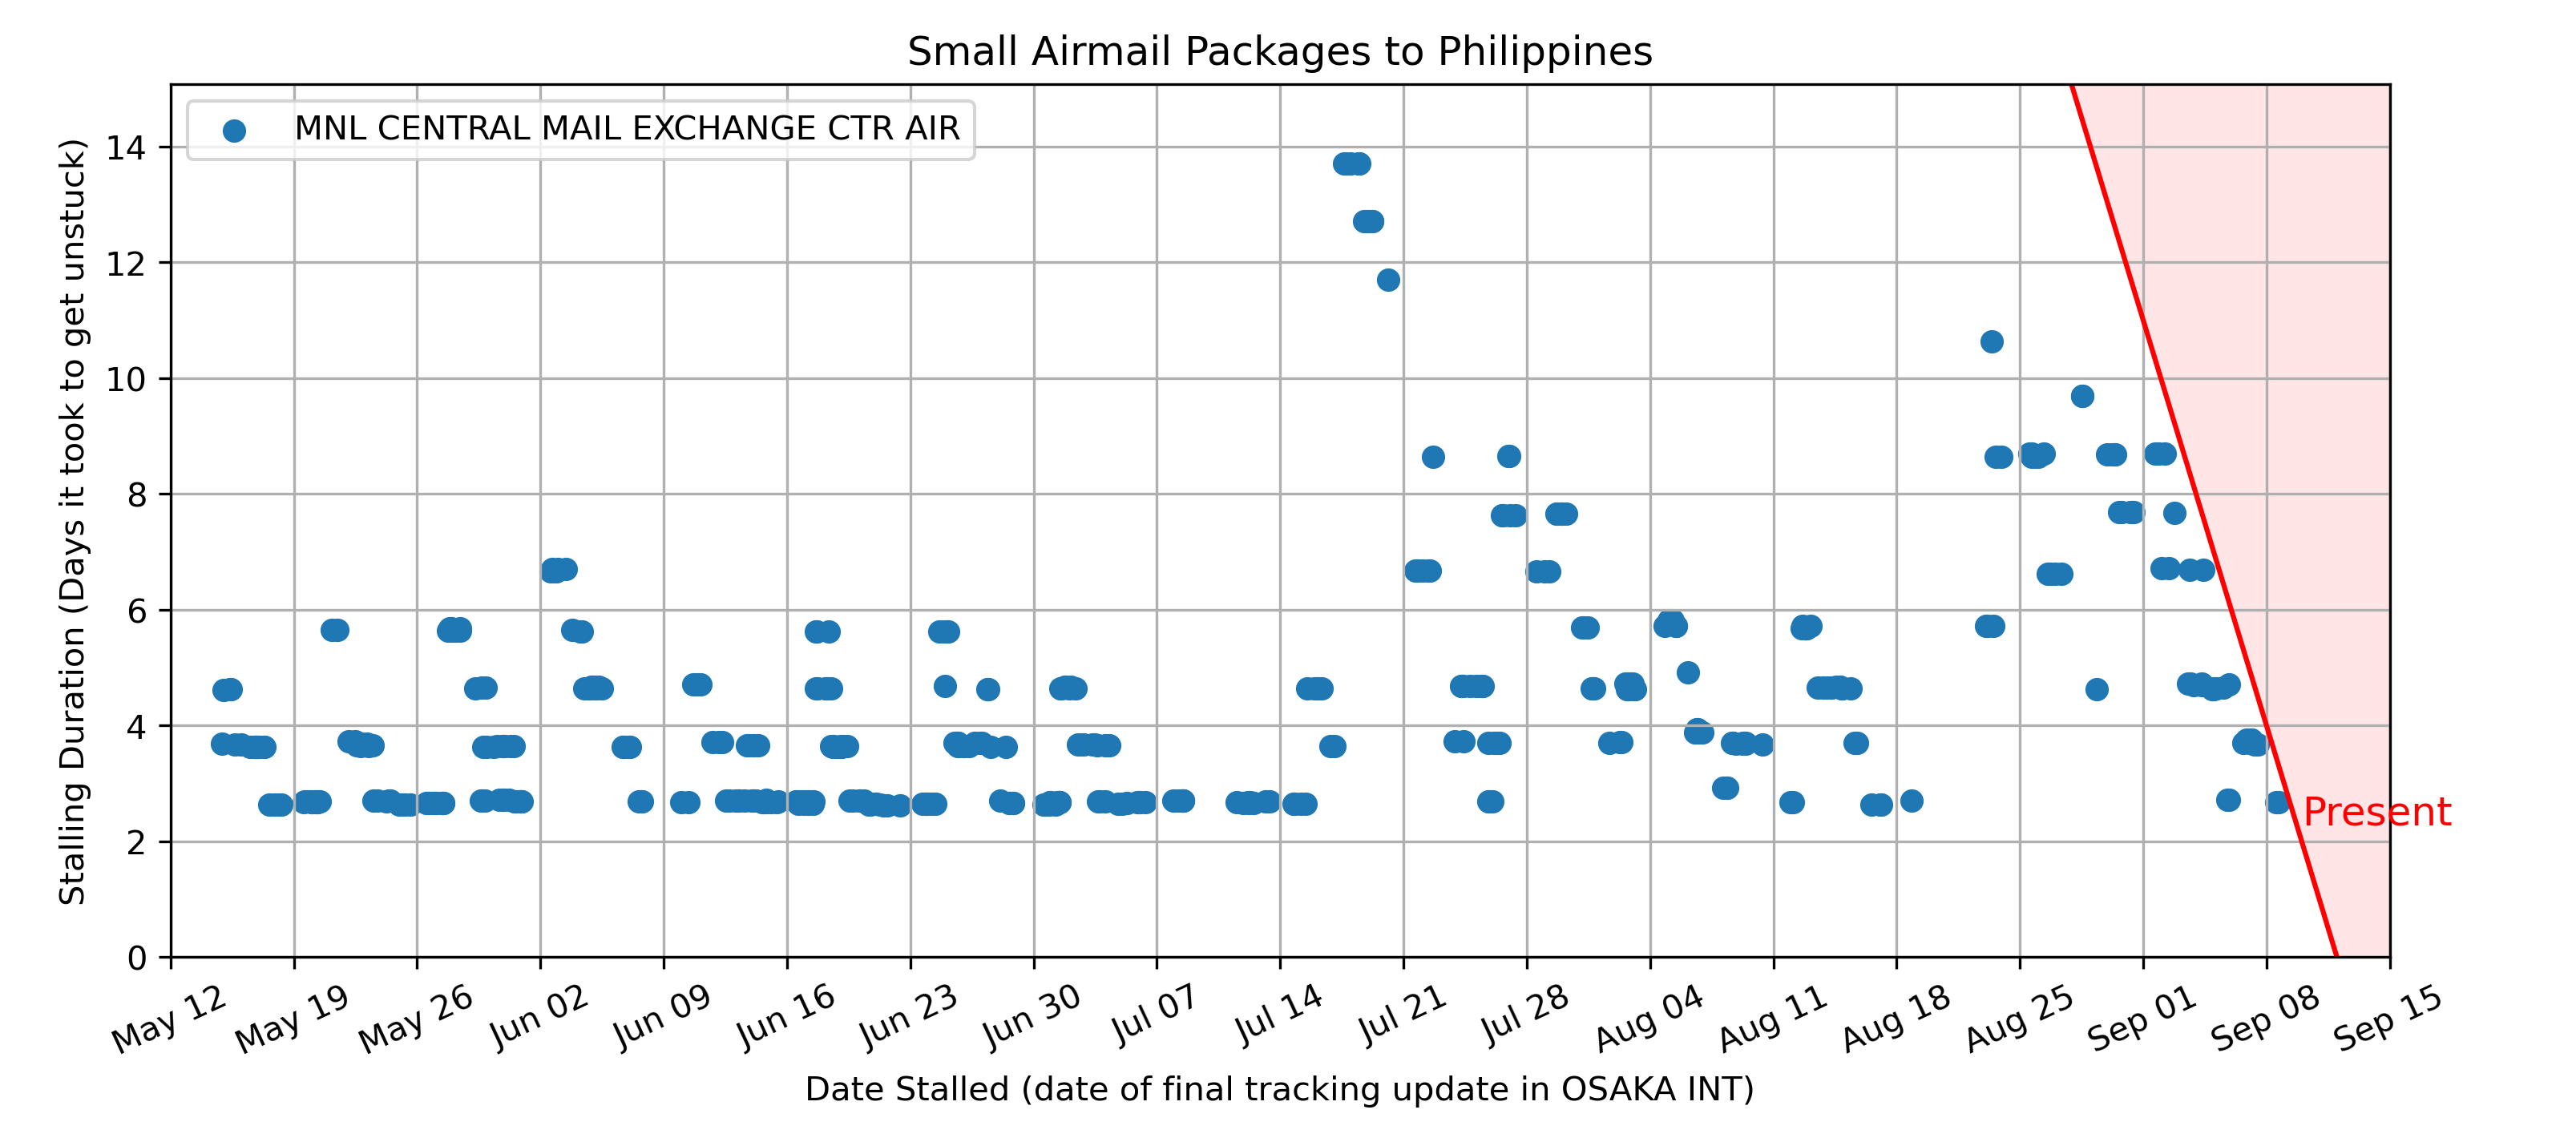 Small Airmail Packages to Philippines
MNL CENTRAL MAIL EXCHANGE CTR AIR
Stalling Duration (Days it took to get unstuck)
14
12
10
8
6
4
2
0
Present
May 12
May 19
May 26
Jun 02
Jun 09
Jun 16
Jun 23
Jun 30
Jul 07
Jul 14
Jul 21
Jul 28
Aug 04
Aug 11
Aug 18
Aug 25
Sep 01
Sep 08
Sep 15
Date Stalled (date of final tracking update in OSAKA INT)